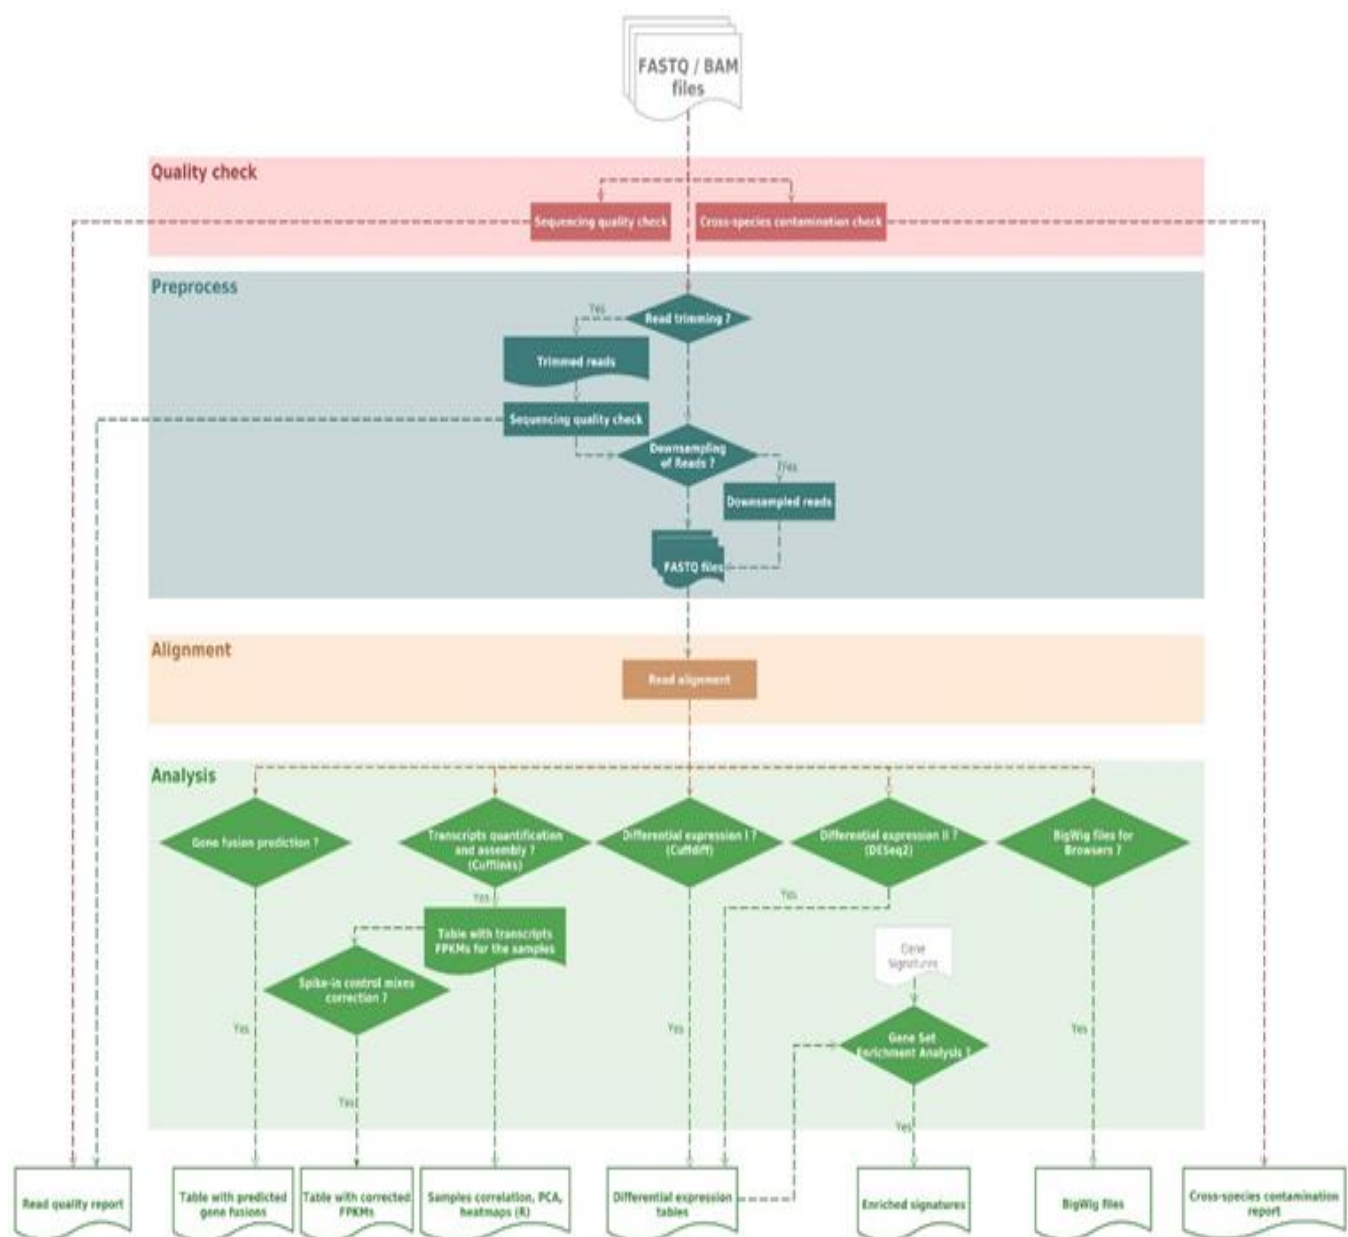 FASTQ / BAM
files
Quality check
Sequencing quality check
Cross-species contamination check
Preprocess
Yes
Read trimming ?
Trimmed reads
Sequencing quality check
Downsampling
of Reads ?
Yes
Downsampled reads
FASTQ files
Alignment
Read alignment
Analysis
Gene fusion prediction ?
Transcripts quantification
and assembly ?
(Cufflinks)
Differential expression I ?
(Cuffdiff)
Differential expression II ?
(DESeq2)
BigWig files for
Browsers ?
Yes
Yes
Table with transcripts
FPKMs for the samples
Gene
Signatures
Spike-in control mixes
correction ?
Yes
Yes
Yes
Gene Set
Enrichment Analysis ?
Yes
Yes
Read quality report
Table with predicted
gene fusions
Table with corrected
FPKMs
Samples correlation, PCA,
heatmaps (R)
Differential expression
tables
Enriched signatures
BigWig files
Cross-species contamination
report